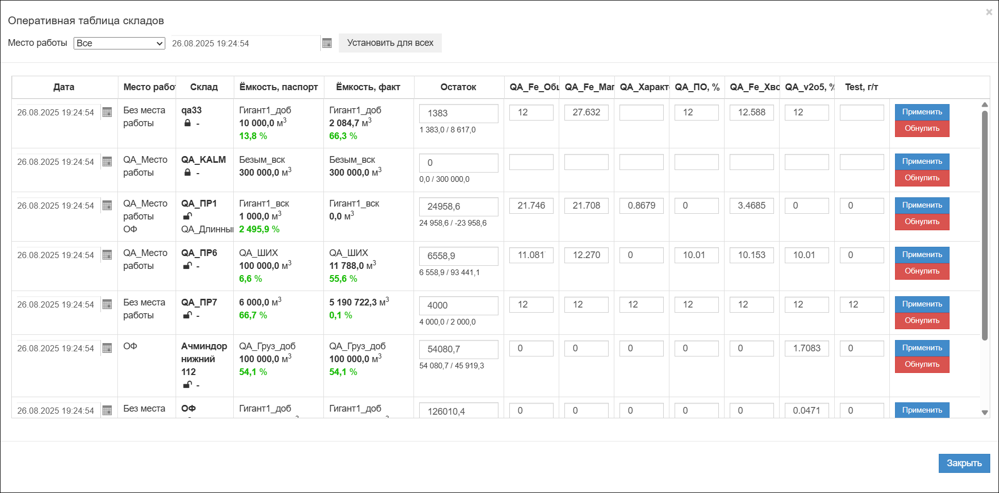 ×
Оперативная таблица складов
Место работы Все 26.08.2025 19:24:54 Установить для всех
Дата Место рабо Склад Ёмкость, паспорт Ёмкость, факт Остаток QA_Fe_Об QA_Fe_Маг QA_Характ QA_ПО, % QA_Fe_Хво QA_v2o5, % Test, г/т
26.08.2025 19:24:54 Без места qa33 Гигант1_доб Гигант1_доб 1383 12 27.632 12 12.588 12 Применить
работы - 10 000,0 м3 2 084,7 м3 1 383,0 / 8 617,0 Обнулить
13,8 % 66,3 %
26.08.2025 19:24:54 QA_Место QA_KALM Безым_вск Безым_вск 0 Применить
работы - 300 000,0 м3 300 000,0 м3 0,0 / 300 000,0 Обнулить
26.08.2025 19:24:54 QA_Место QA_ПР1 Гигант1_вск Гигант1_вск 24958,6 21.746 21.708 0.8679 0 3.4685 0 0 Применить
работы 1 000,0 м3 0,0 м3 24 958,6 / -23 958,6 Обнулить
ОФ QA_Длинны 2 495,9 %
26.08.2025 19:24:54 QA_Место QA_ПР6 QA_ШИХ QA_ШИХ 6558,9 11.081 12.270 0 10.01 10.153 10.01 0 Применить
работы - 100 000,0 м3 11 788,0 м3 6 558,9 / 93 441,1 Обнулить
6,6 % 55,6 %
26.08.2025 19:24:54 Без места QA_ПР7 6 000,0 м3 5 190 722,3 м3 4000 12 12 12 12 12 12 12 Применить
работы - 66,7 % 0,1 % 4 000,0 / 2 000,0 Обнулить
26.08.2025 19:24:54 ОФ Ачминдор QA_Груз_доб QA_Груз_доб 54080,7 0 0 0 0 0 1.7083 0 Применить
нижний 100 000,0 м3 100 000,0 м3 54 080,7 / 45 919,3 Обнулить
112 54,1 % 54,1 %
-
26.08.2025 19:24:54 Без места ОФ Гигант1_доб Гигант1_доб 126010,4 0 0 0 0 0 0.0471 0 Применить
Закрыть